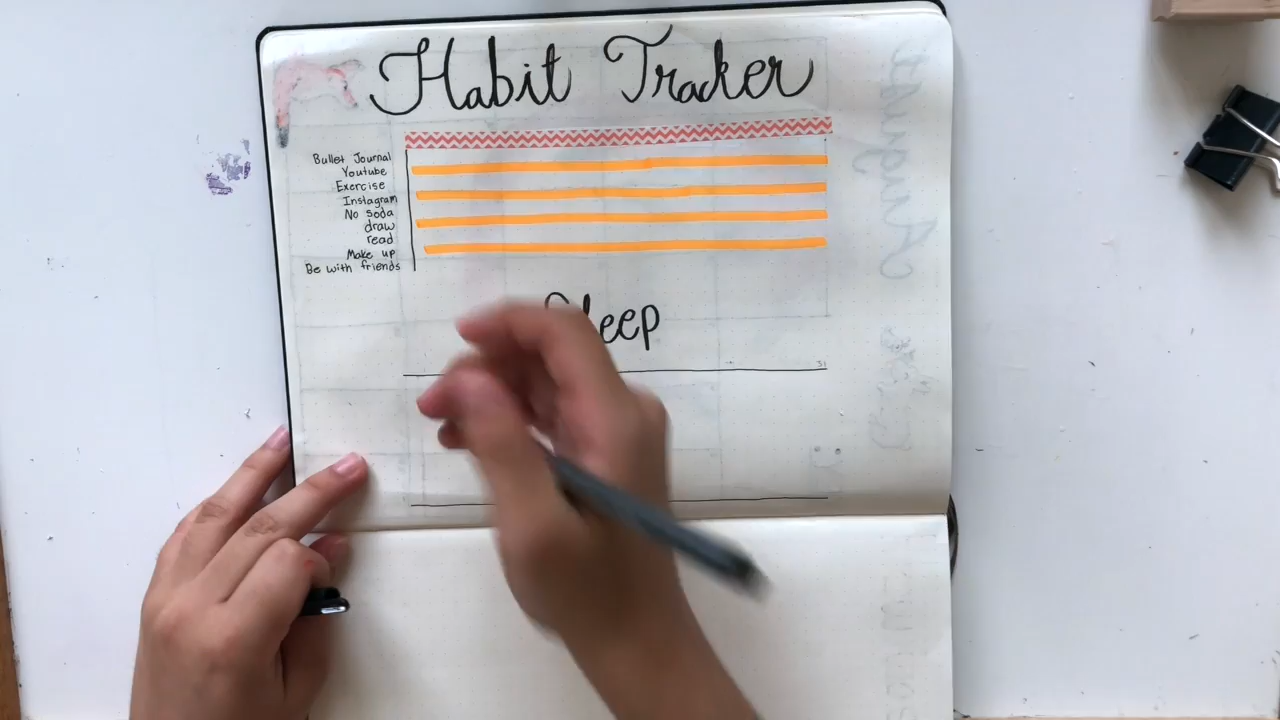 Habit Tracker
Bullet Journal
Youtube
Exercise
Instagram
No Soda
draw
read
Make up
Be with friends
Sleep
31